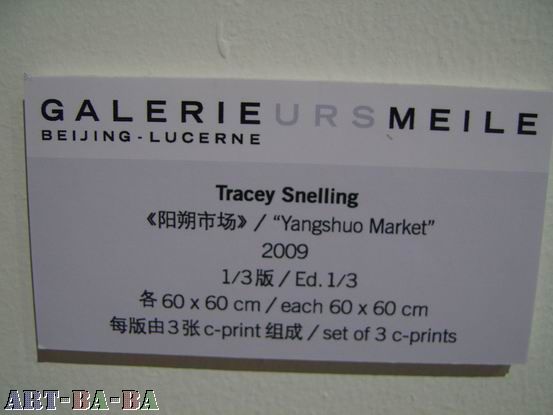 GALERIEURSMEILE
BEIJING-LUCERNE
Tracey Snelling
《阳朔市场》/ “Yangshuo Market”
2009
1/3版 / Ed. 1/3
各 60 x 60 cm / each 60 x 60 cm
每版由3张 c-print 组成 / set of 3 c-prints
ART-BA-BA